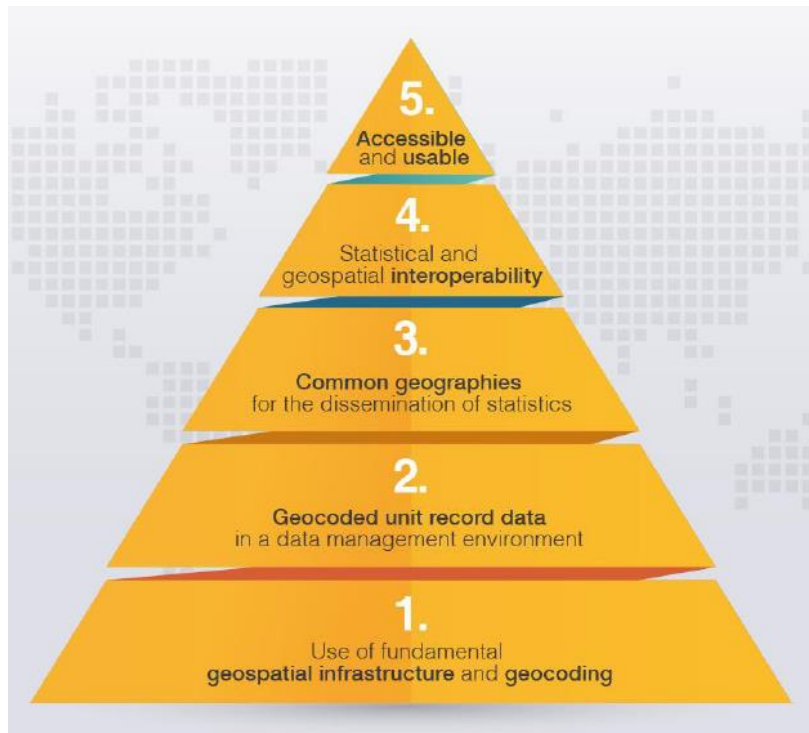 5.
Accessible
and usable
4.
Statistical and
geospatial interoperability
3.
Common geographies
for the dissemination of statistics
2.
Geocoded unit record data
in a data management environment
1.
Use of fundamental
geospatial infrastructure and geocoding